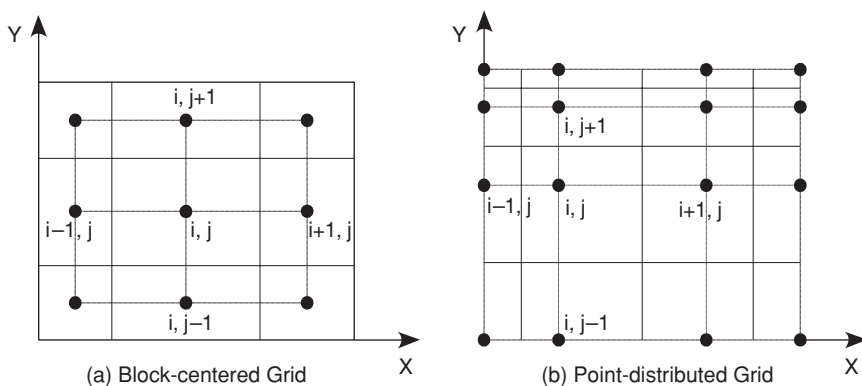 Y
i, j+1
i–1, j
i, j
i+1, j
i, j–1
X
(a) Block-centered Grid
Y
i, j+1
i–1, j
i, j
i+1, j
i, j–1
X
(b) Point-distributed Grid